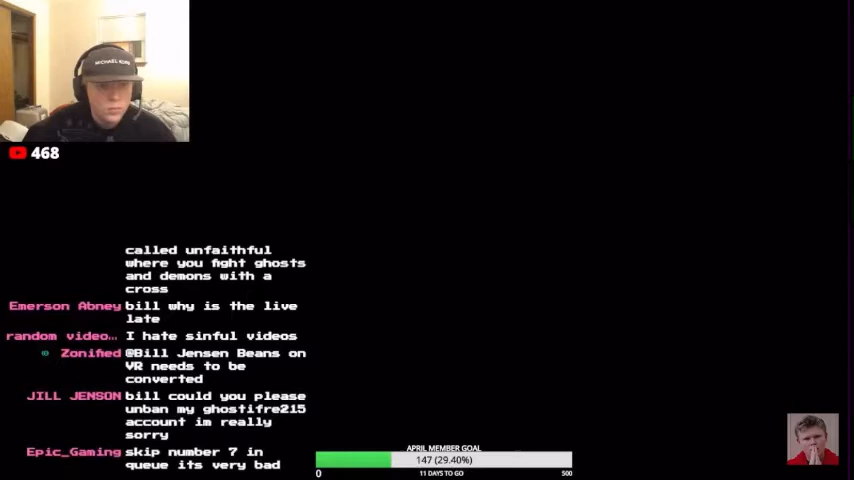 MICHAEL KORS
468
called unfaithful
where you fight ghosts
and demons with a
cross
Emerson Abney bill why is the live
late
random video… I hate sinful videos
Zonified @Bill Jensen Beans on
VR needs to be
converted
JILL JENSON bill could you please
unban my ghostifre215
account im really
sorry
Epic_Gaming skip number 7 in
queue its very bad
APRIL MEMBER GOAL
147 (29.40%)
0 11 DAYS TO GO 500